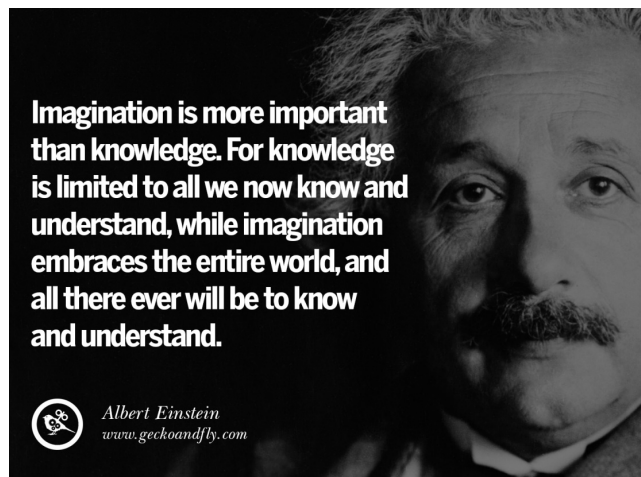 Imagination is more important
than knowledge. For knowledge
is limited to all we now know and
understand, while imagination
embraces the entire world, and
all there ever will be to know
and understand.
Albert Einstein
www.geckoandfly.com